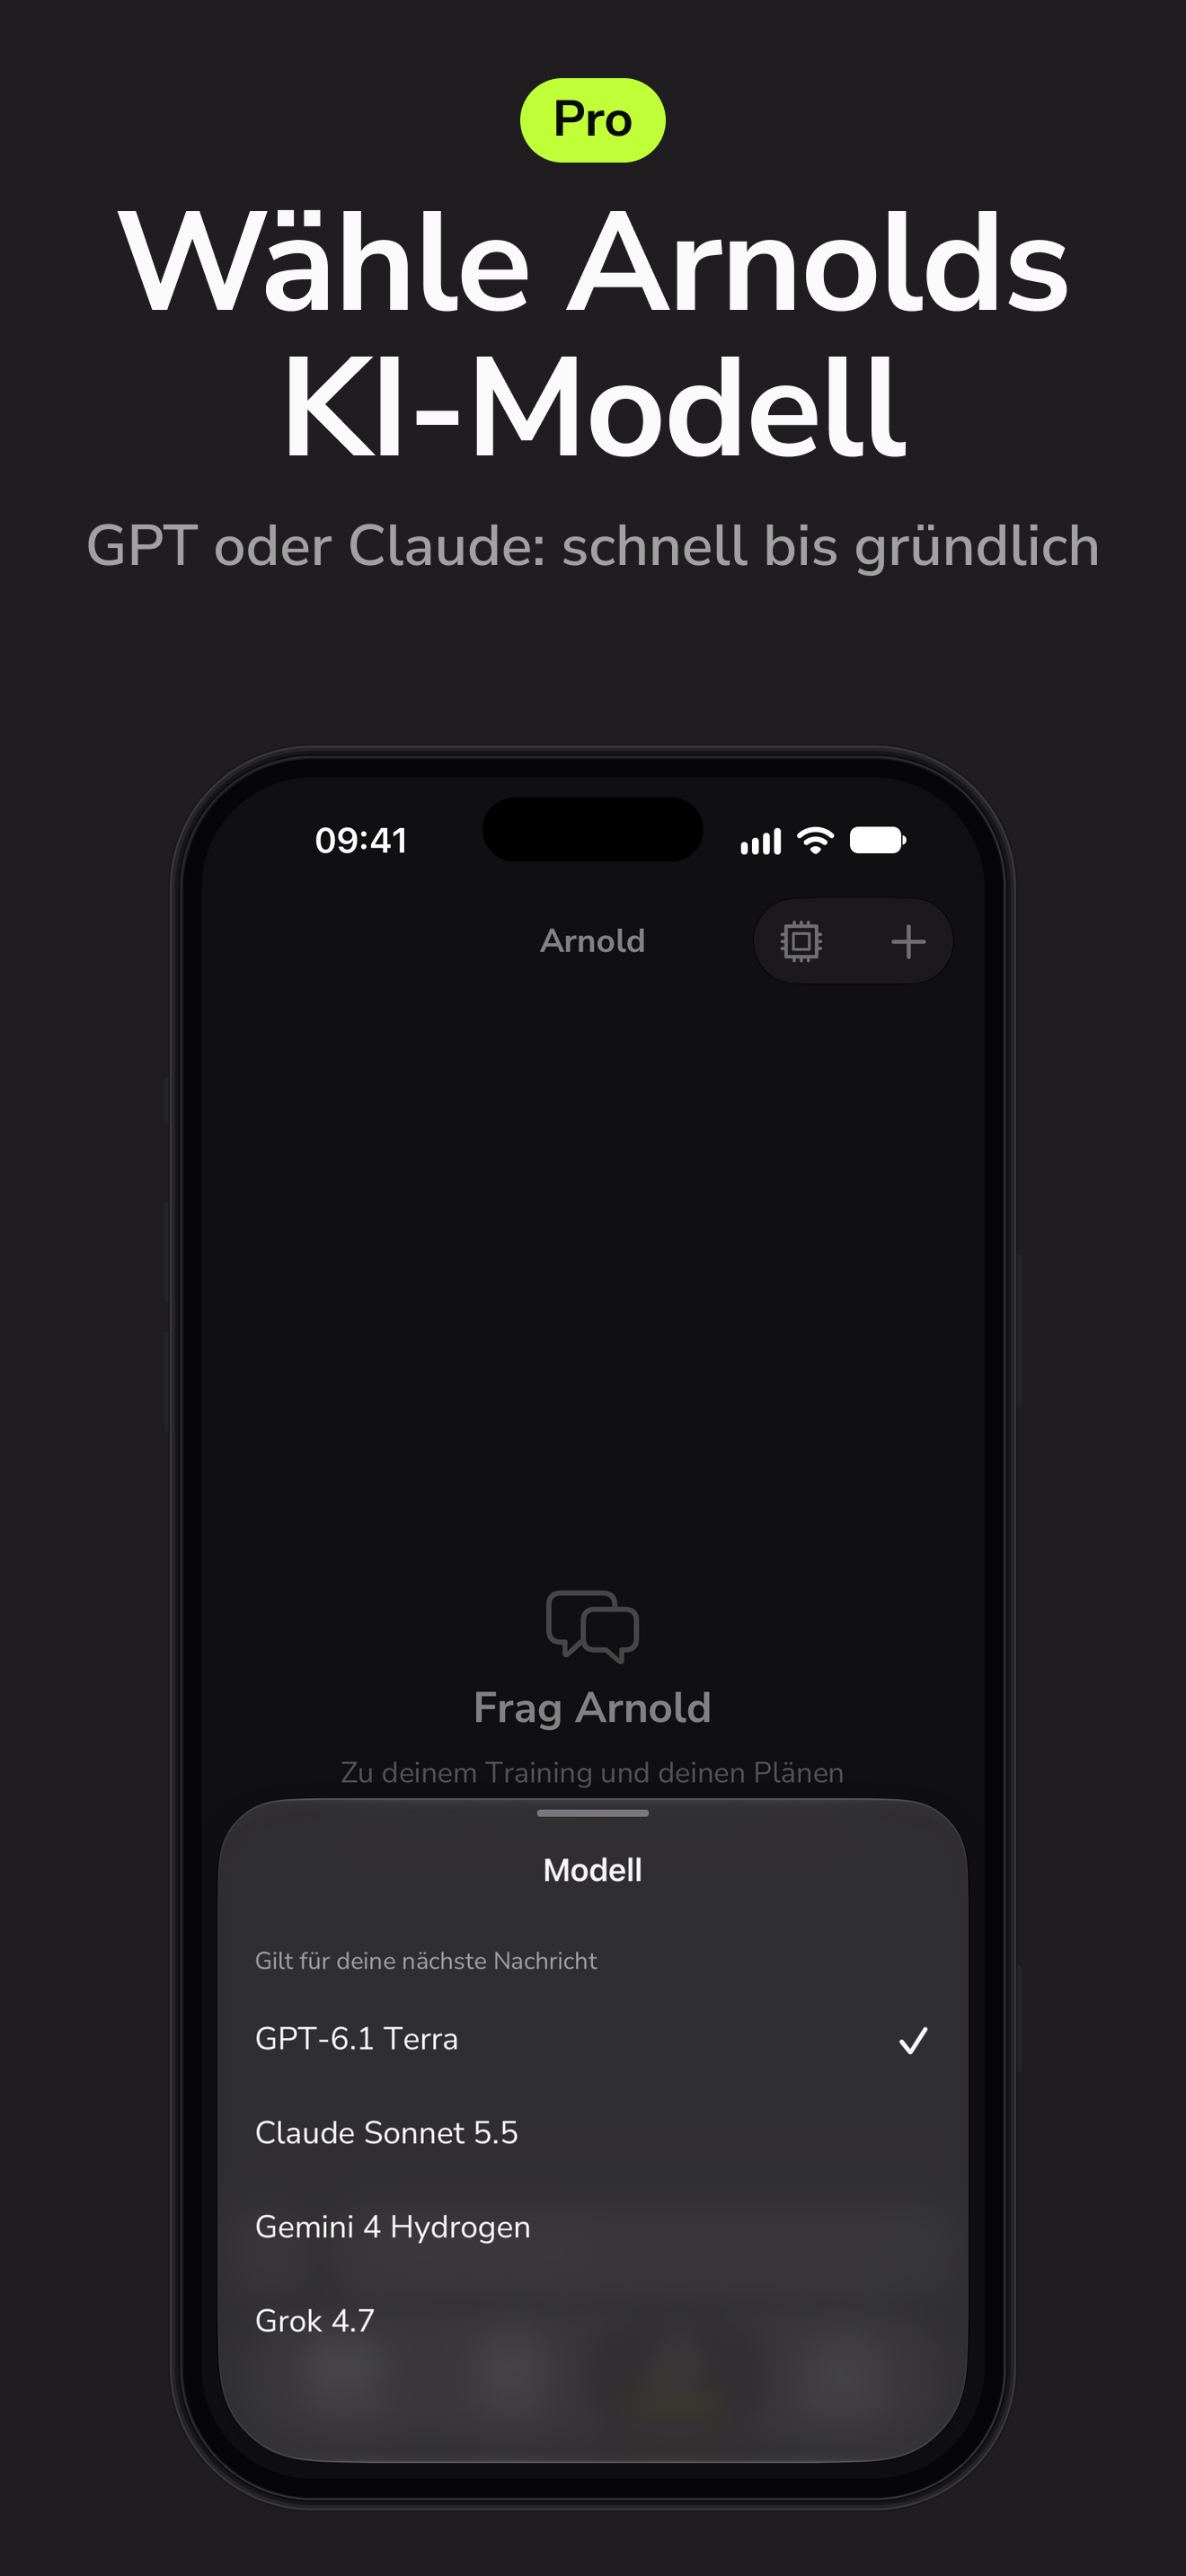 Pro
Wähle Arnolds
KI-Modell
GPT oder Claude: schnell bis gründlich
09:41
Arnold
Frag Arnold
Zu deinem Training und deinen Plänen
Modell
Gilt für deine nächste Nachricht
GPT-6.1 Terra
Claude Sonnet 5.5
Gemini 4 Hydrogen
Grok 4.7